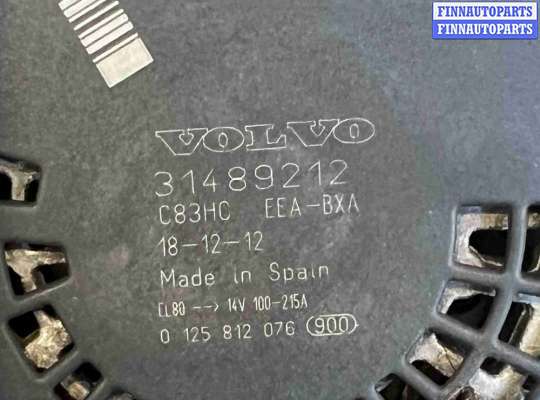 FINNAUTOPARTS
FINNAUTOPARTS
VOLVO
31489212
C83HC EEA-BXA
18-12-12
Made in Spain
EL80 --> 14V 100-215A
0 125 812 076 900